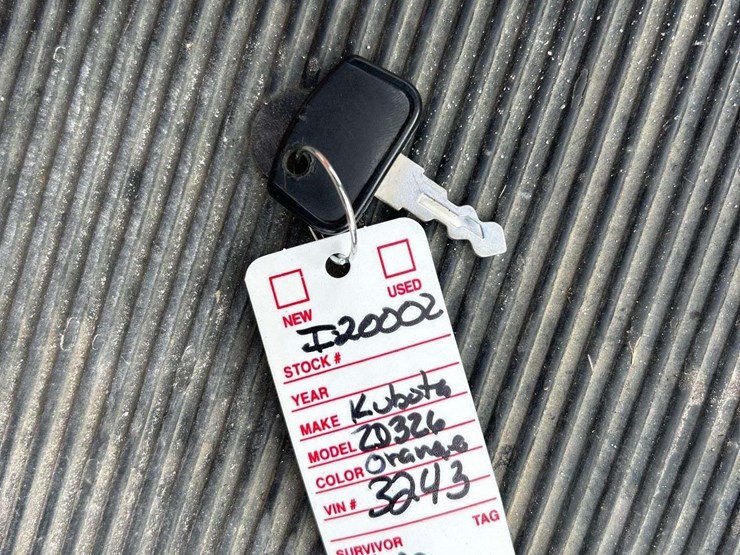 NEW USED
STOCK # I20002
YEAR
MAKE Kubota
MODEL ZD326
COLOR Orange
VIN # 3243
SURVIVOR TAG